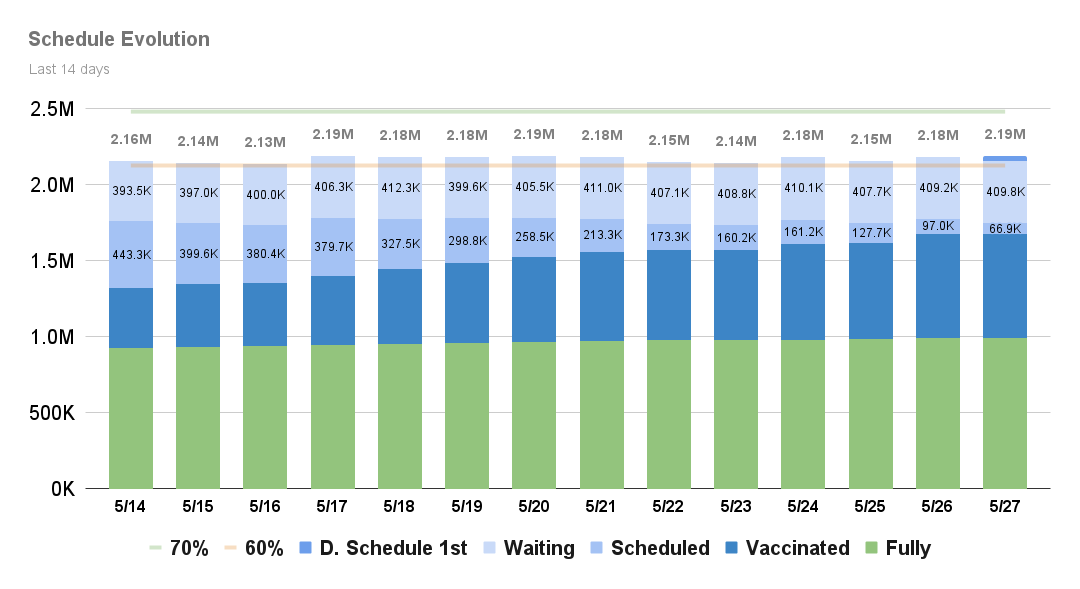 Schedule Evolution
Last 14 days
2.5M
2.16M 2.14M 2.13M 2.19M 2.18M 2.18M 2.19M 2.18M 2.15M 2.14M 2.18M 2.15M 2.18M 2.19M
2.0M
393.5K 397.0K 400.0K 406.3K 412.3K 399.6K 405.5K 411.0K 407.1K 408.8K 410.1K 407.7K 409.2K 409.8K
443.3K 399.6K 380.4K 379.7K 327.5K 298.8K 258.5K 213.3K 173.3K 160.2K 161.2K 127.7K 97.0K 66.9K
1.5M
1.0M
500K
0K
5/14 5/15 5/16 5/17 5/18 5/19 5/20 5/21 5/22 5/23 5/24 5/25 5/26 5/27
70% 60% D. Schedule 1st Waiting Scheduled Vaccinated Fully